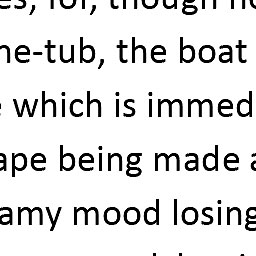 es, for, though no
ne-tub, the boat
e which is immed
ape being made a
amy mood losing